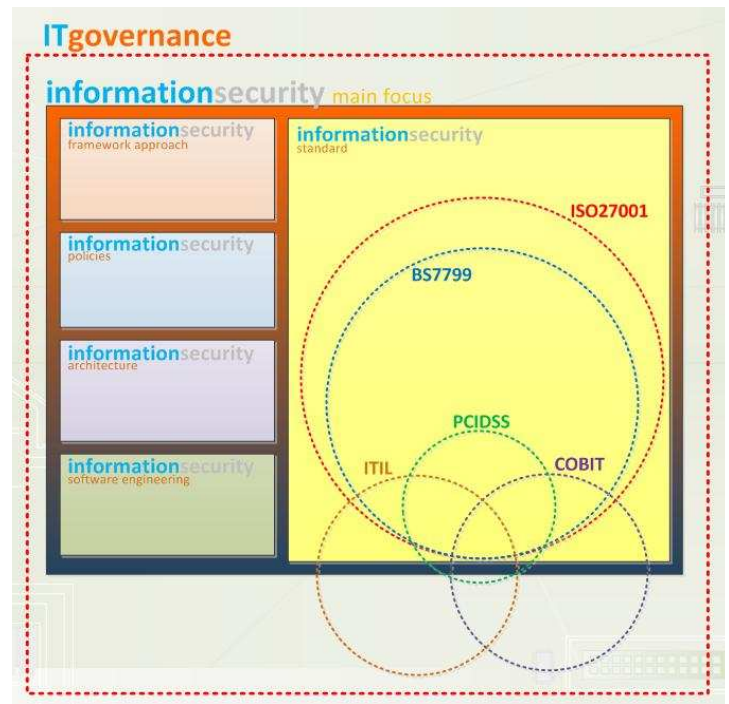 ITgovernance
informationsecurity main focus
informationsecurity
framework approach
informationsecurity
policies
informationsecurity
architecture
informationsecurity
software engineering
informationsecurity
standard
ISO27001
BS7799
PCIDSS
ITIL
COBIT